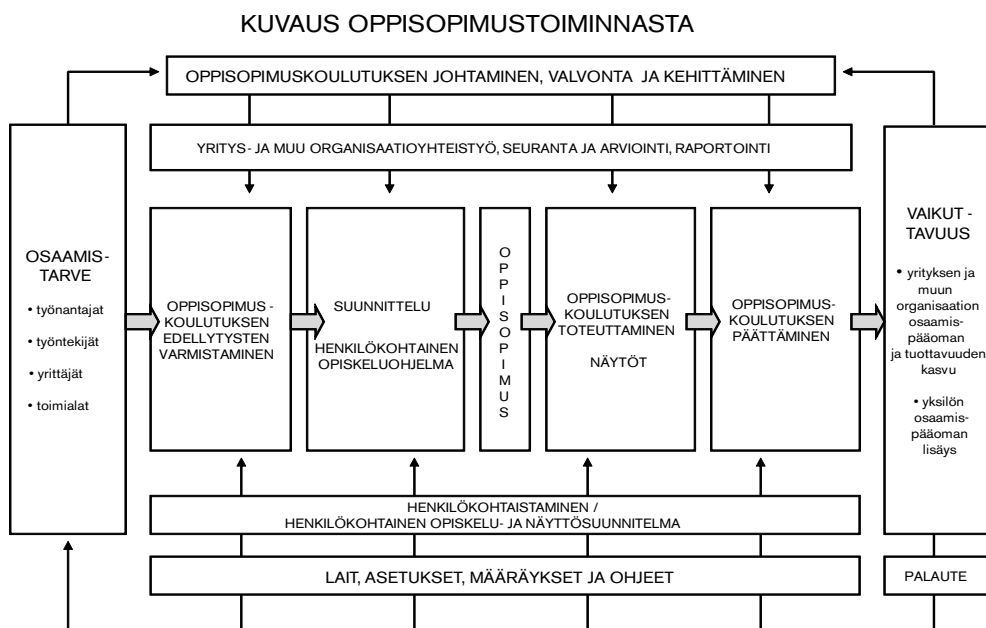 KUVAUS OPPISOPIMUSTOIMINNASTA
OPPISOPIMUSKOULUTUKSEN JOHTAMINEN, VALVONTA JA KEHITTÄMINEN
YRITYS- JA MUU ORGANISAATIOYHTEISTYÖ, SEURANTA JA ARVIOINTI, RAPORTOINTI
OSAAMIS-
TARVE
• työnantajat
• työntekijät
• yrittäjät
• toimialat
OPPISOPIMUS -
KOULUTUKSEN
EDELLYTYSTEN
VARMISTAMINEN
SUUNNITTELU
HENKILÖKOHTAINEN
OPISKELUOHJELMA
O
P
P
I
S
O
P
I
M
U
S
OPPISOPIMUS-
KOULUTUKSEN
TOTEUTTAMINEN
NÄYTÖT
OPPISOPIMUS-
KOULUTUKSEN
PÄÄTTÄMINEN
VAIKUT -
TAVUUS
• yrityksen ja
muun
organisaation
osaamis-
pääoman
ja tuottavuuden
kasvu
• yksilön
osaamis-
pääoman
lisäys
HENKILÖKOHTAISTAMINEN /
HENKILÖKOHTAINEN OPISKELU- JA NÄYTTÖSUUNNITELMA
LAIT, ASETUKSET, MÄÄRÄYKSET JA OHJEET
PALAUTE